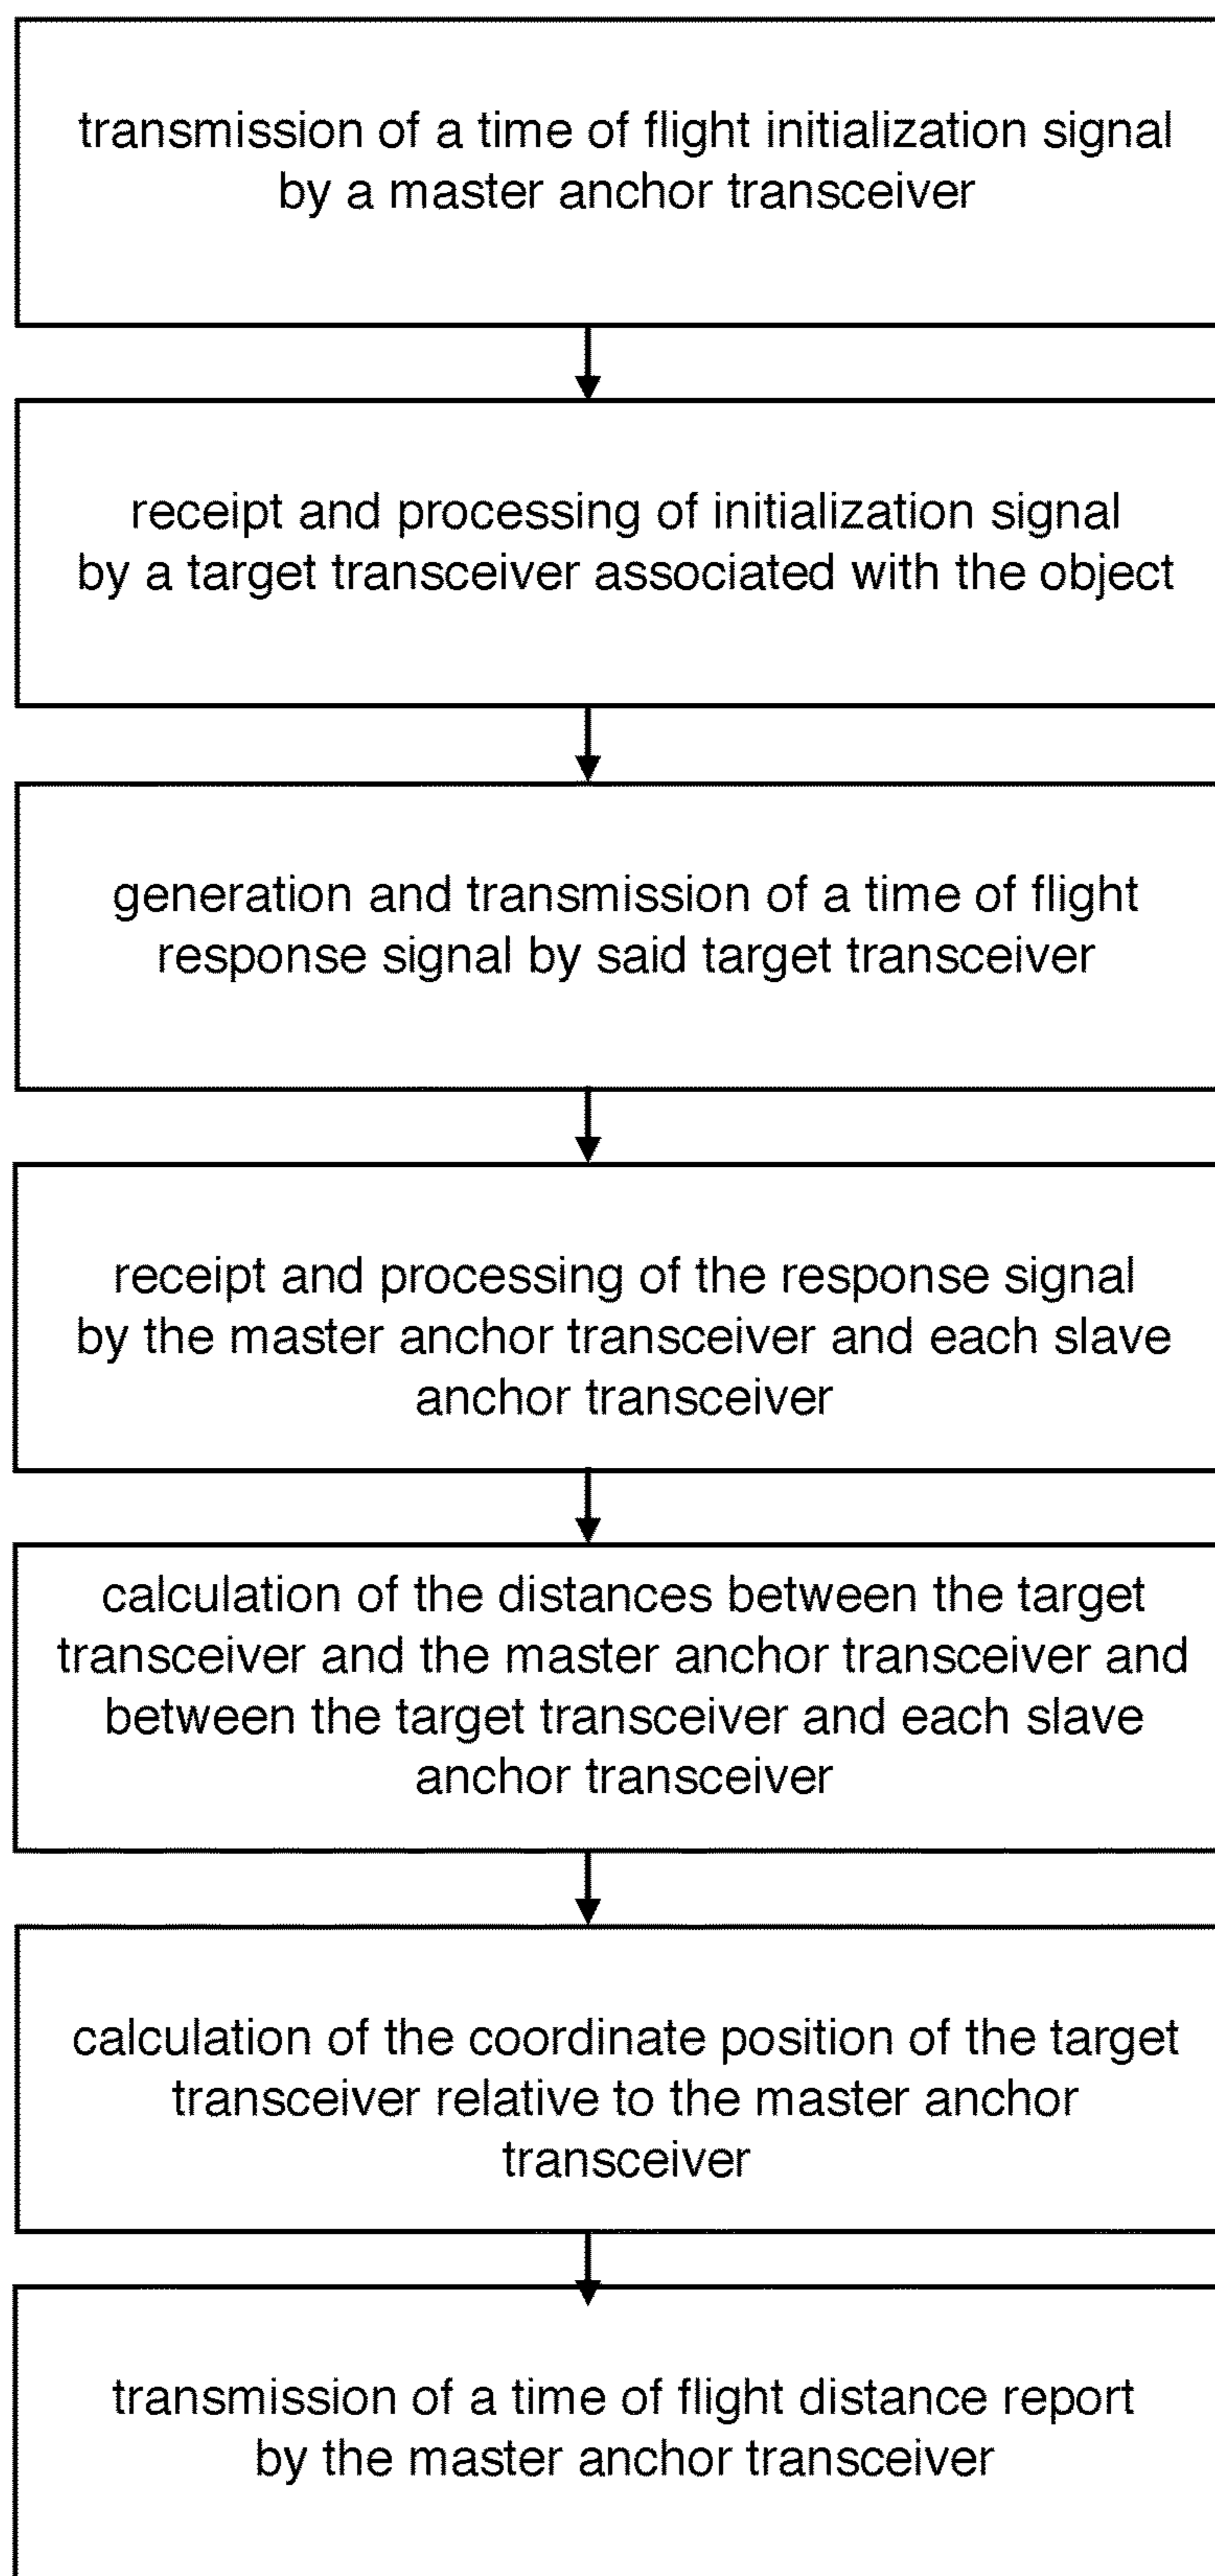 transmission of a time of flight initialization signal
by a master anchor transceiver
receipt and processing of initialization signal
by a target transceiver associated with the object
generation and transmission of a time of flight
response signal by said target transceiver
receipt and processing of the response signal
by the master anchor transceiver and each slave
anchor transceiver
calculation of the distances between the target
transceiver and the master anchor transceiver and
between the target transceiver and each slave
anchor transceiver
calculation of the coordinate position of the target
transceiver relative to the master anchor
transceiver
transmission of a time of flight distance report
by the master anchor transceiver